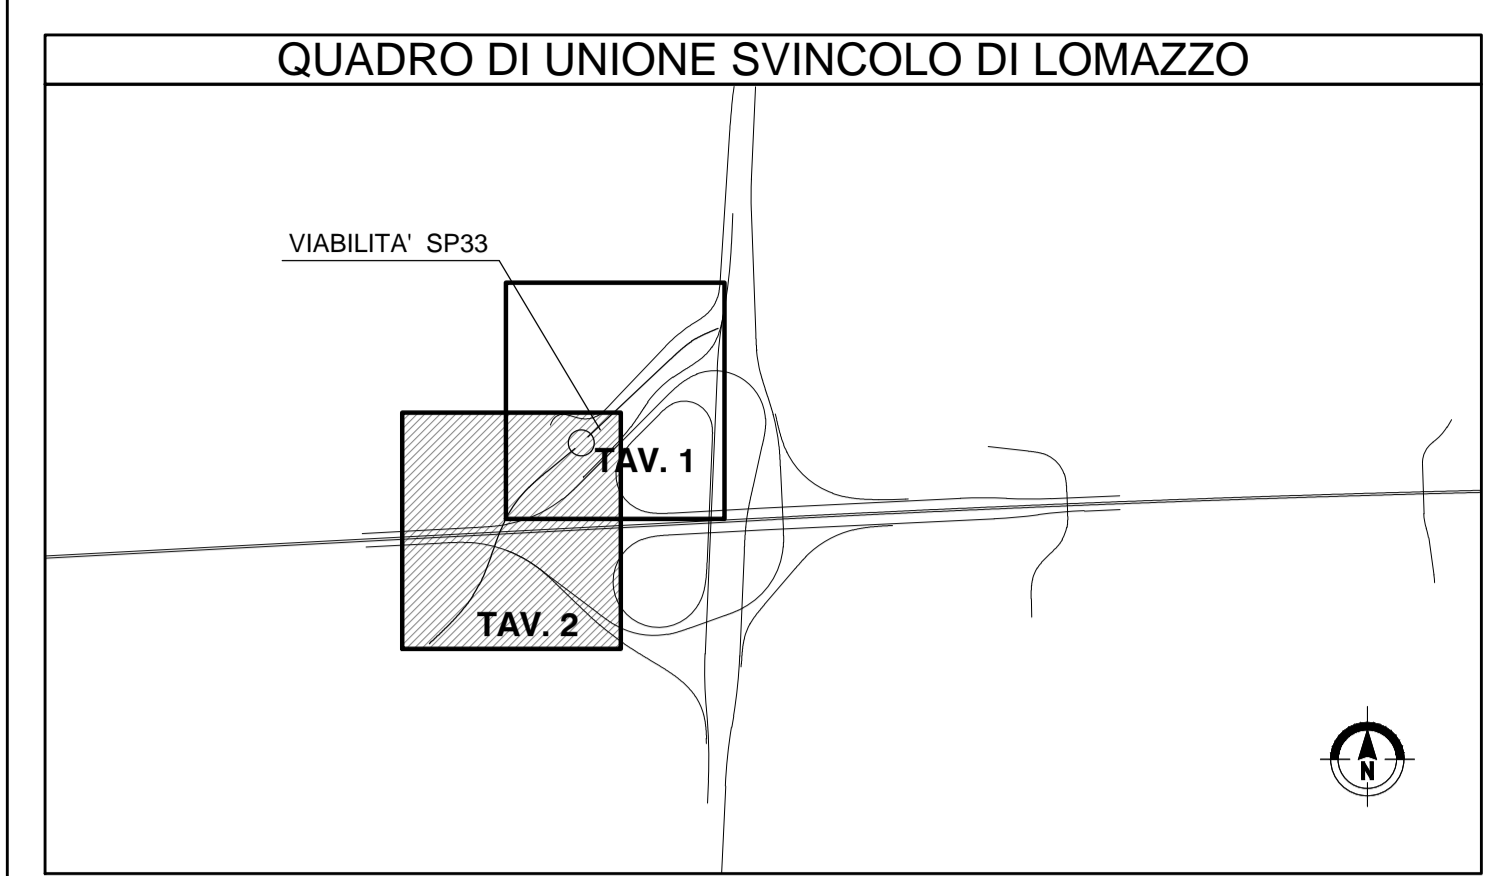 QUADRO DI UNIONE SVINCOLO DI LOMAZZO
VIABILITA' SP33
TAV. 1
TAV. 2
N